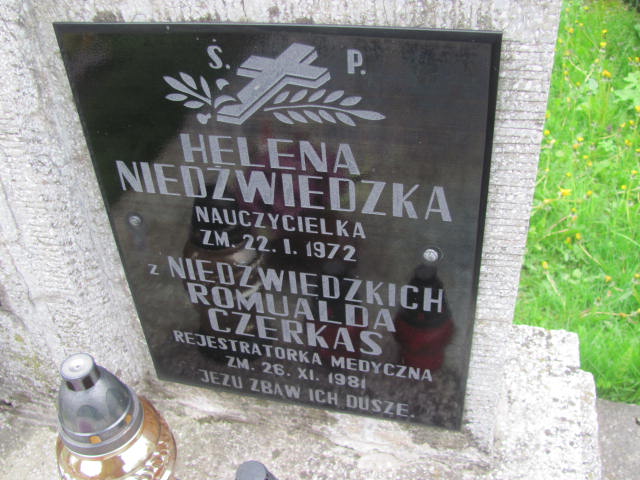 Ś. P.
HELENA
NIEDŹWIEDZKA
NAUCZYCIELKA
ZM. 22. I. 1972
z NIEDŹWIEDZKICH
ROMUALDA
CZERKAS
REJESTRATORKA MEDYCZNA
ZM. 26. XI. 1981
JEZU ZBAW ICH DUSZE.